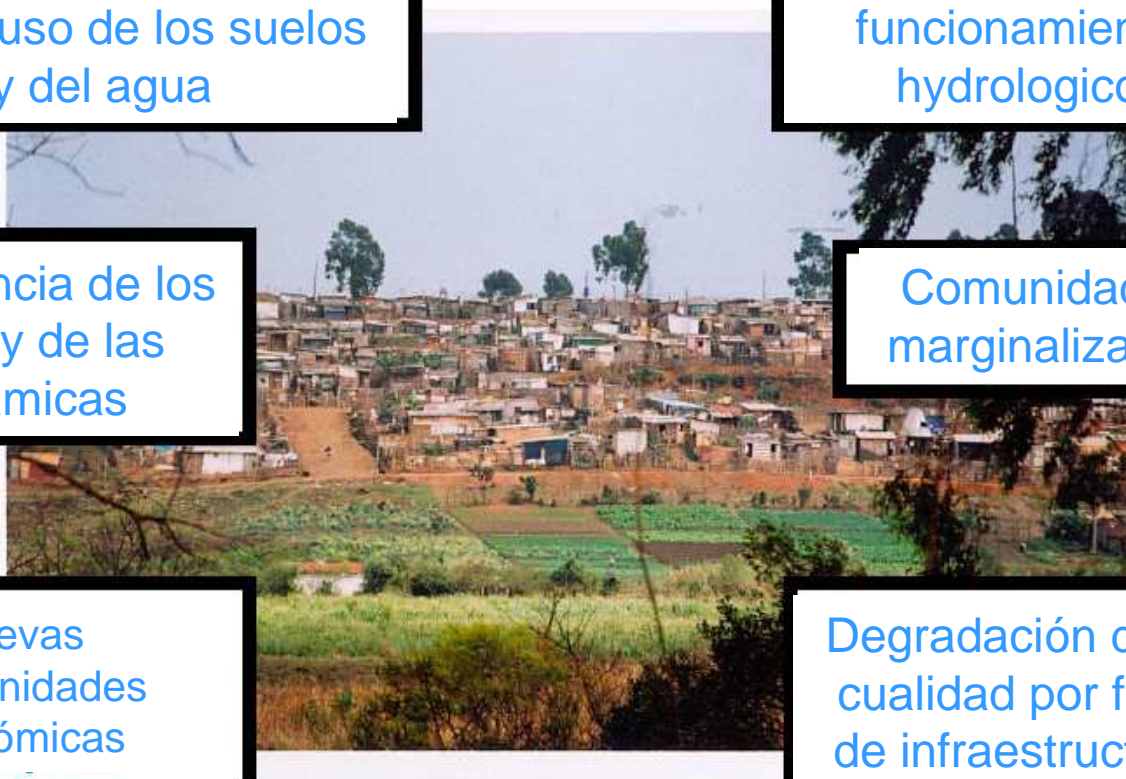 uso de los suelos
y del agua
funcionamien
hydrologico
ncia de los
y de las
micas
Comunidad
marginaliza
evas
nidades
ómicas
Degradación d
cualidad por f
de infraestruct